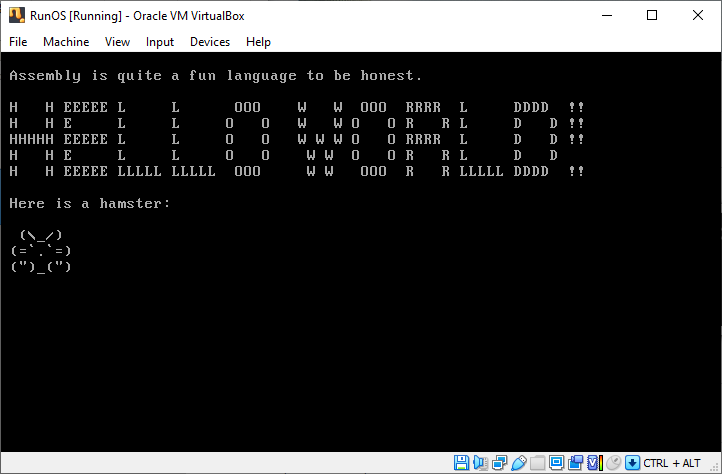 RunOS [Running] - Oracle VM VirtualBox
File Machine View Input Devices Help
Assembly is quite a fun language to be honest.
H   H EEEEE L     L      OOO    W   W  OOO  RRRR  L     DDDD  !!
H   H E     L     L     O   O   W   W O   O R   R L     D   D !!
HHHHH EEEEE L     L     O   O   W W W O   O RRRR  L     D   D !!
H   H E     L     L     O   O    W W  O   O R   R L     D   D
H   H EEEEE LLLLL LLLLL  OOO     W W   OOO  R   R LLLLL DDDD  !!
Here is a hamster:
 (\_/)
(=`.`=)
(")_(")
CTRL + ALT